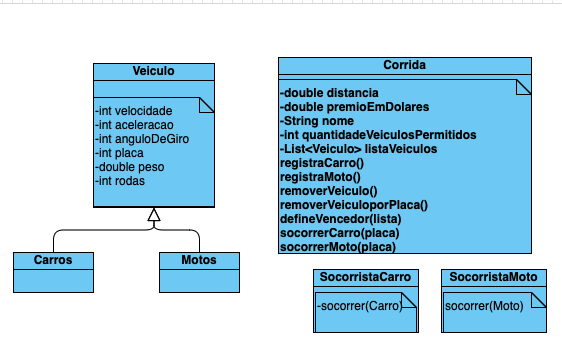 Veiculo
-int velocidade
-int aceleracao
-int anguloDeGiro
-int placa
-double peso
-int rodas
Carros
Motos
Corrida
-double distancia
-double premioEmDolares
-String nome
-int quantidadeVeiculosPermitidos
-List<Veiculo> listaVeiculos
registraCarro()
registraMoto()
removerVeiculo()
removerVeiculoporPlaca()
defineVencedor(lista)
socorrerCarro(placa)
socorrerMoto(placa)
SocorristaCarro
-socorrer(Carro)
SocorristaMoto
socorrer(Moto)